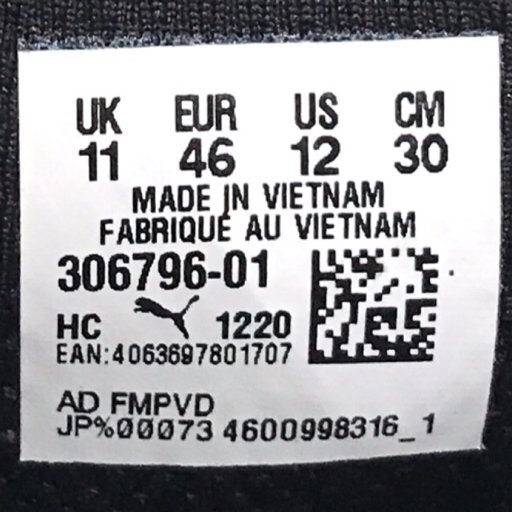 UK EUR US CM
11 46 12 30
MADE IN VIETNAM
FABRIQUE AU VIETNAM
306796-01
HC 1220
EAN:4063697801707
AD FMPVD
JP%00073 4600998316_1